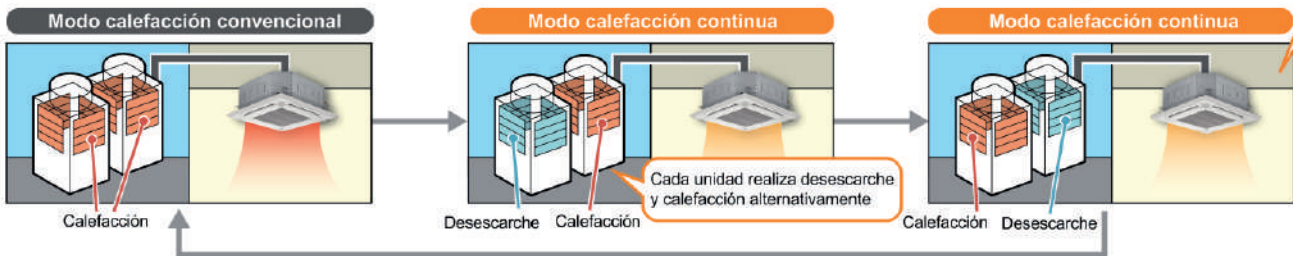 Modo calefacción convencional
Modo calefacción continua
Modo calefacción continua
Cada unidad realiza desescarche
y calefacción alternativamente
Calefacción
Desescarche
Calefacción
Calefacción
Desescarche